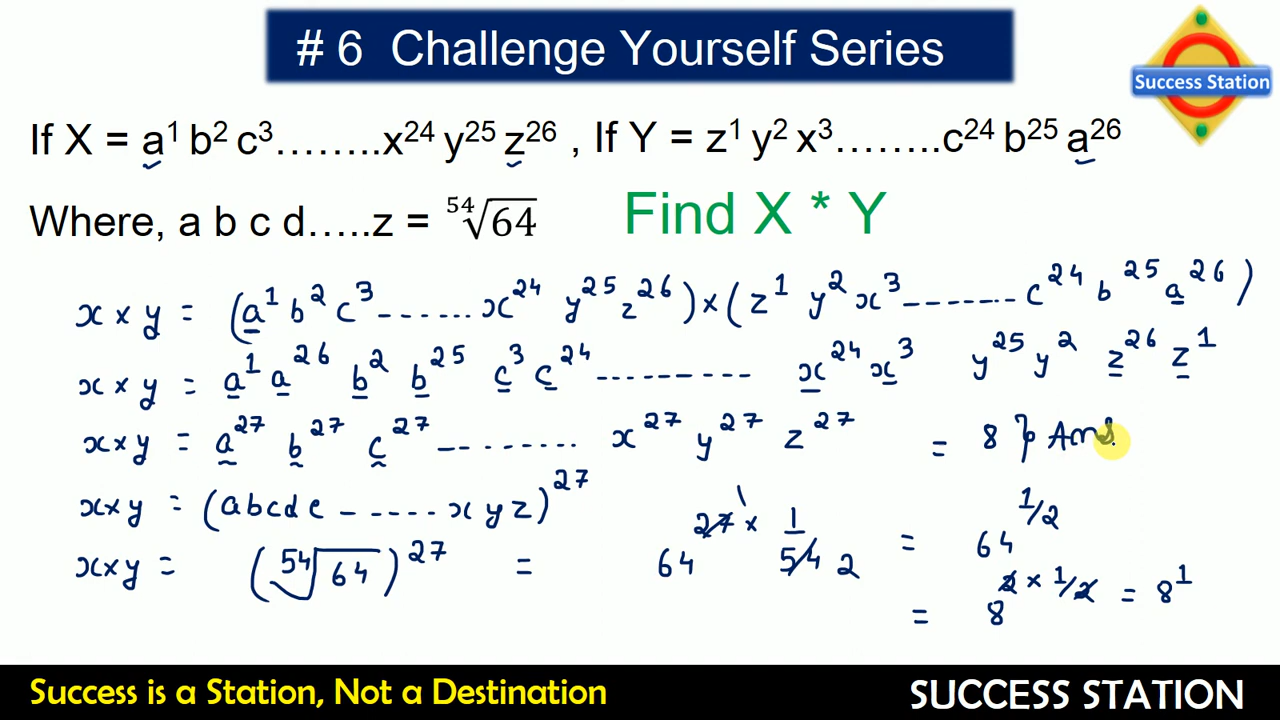 # 6 Challenge Yourself Series
Success Station
If X = a¹ b² c³........x²⁴ y²⁵ z²⁶ , If Y = z¹ y² x³........c²⁴ b²⁵ a²⁶
Where, a b c d.....z = ⁵⁴√64 Find X * Y
x × y = (a¹ b² c³ ------ x²⁴ y²⁵ z²⁶) × (z¹ y² x³ ------- c²⁴ b²⁵ a²⁶)
x × y = a¹ a²⁶ b² b²⁵ c³ c²⁴ ---------- x²⁴ x³ y²⁵ y² z²⁶ z¹
x × y = a²⁷ b²⁷ c²⁷ -------- x²⁷ y²⁷ z²⁷ = 8 } Ans
x × y = (a b c d e ------ x y z)²⁷
x × y = (⁵⁴√64)²⁷ = 64^(27 × 1/54) 1 2 = 64^(1/2)
= 8^(2 × 1/2) = 8¹
Success is a Station, Not a Destination
SUCCESS STATION